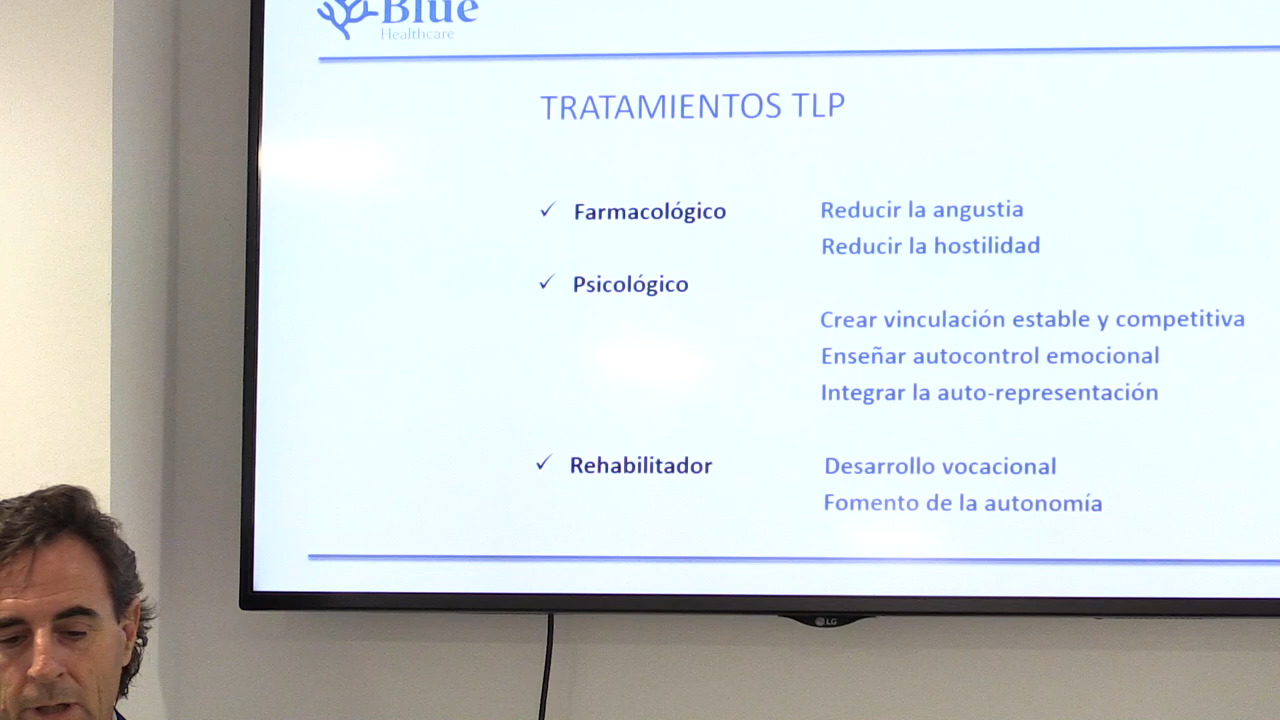 Blue
Healthcare
TRATAMIENTOS TLP
✓ Farmacológico Reducir la angustia
Reducir la hostilidad
✓ Psicológico
Crear vinculación estable y competitiva
Enseñar autocontrol emocional
Integrar la auto-representación
✓ Rehabilitador Desarrollo vocacional
Fomento de la autonomía
LG